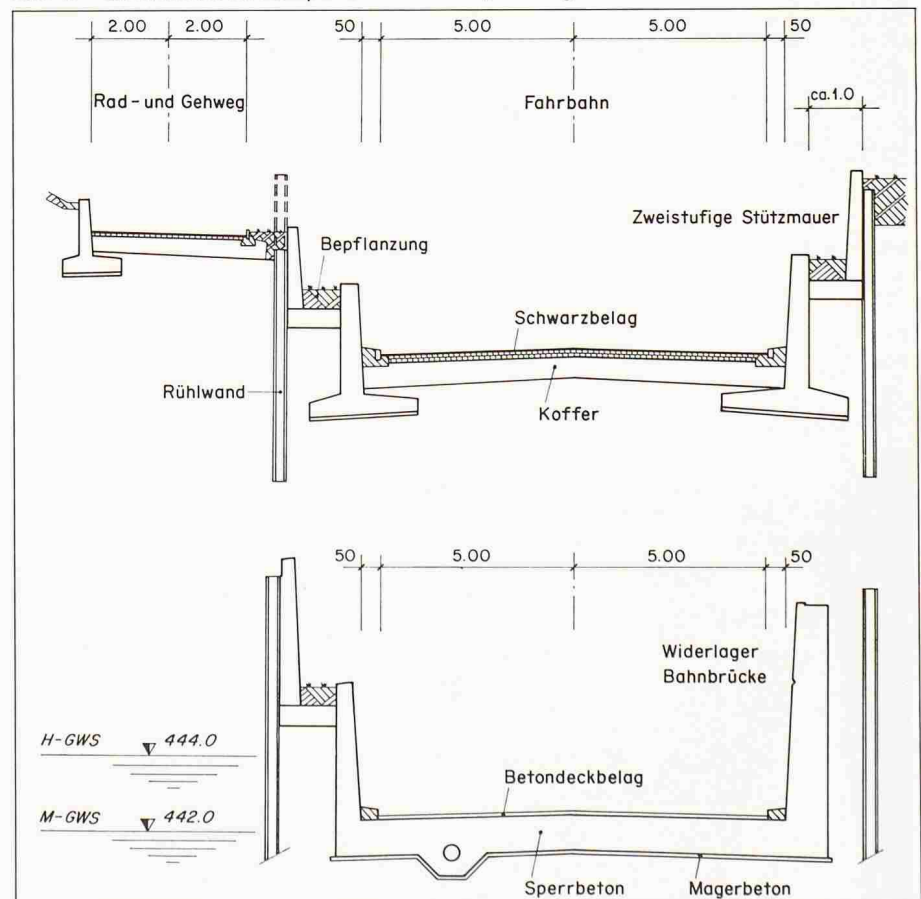 2.00 2.00 50 5.00 5.00 50
Rad- und Gehweg
Fahrbahn
ca. 1.0
Zweistufige Stützmauer
Bepflanzung
Schwarzbelag
Rühlwand
Koffer
50 5.00 5.00 50
Widerlager
Bahnbrücke
H-GWS 444.0
Betondeckbelag
M-GWS 442.0
Sperrbeton
Magerbeton